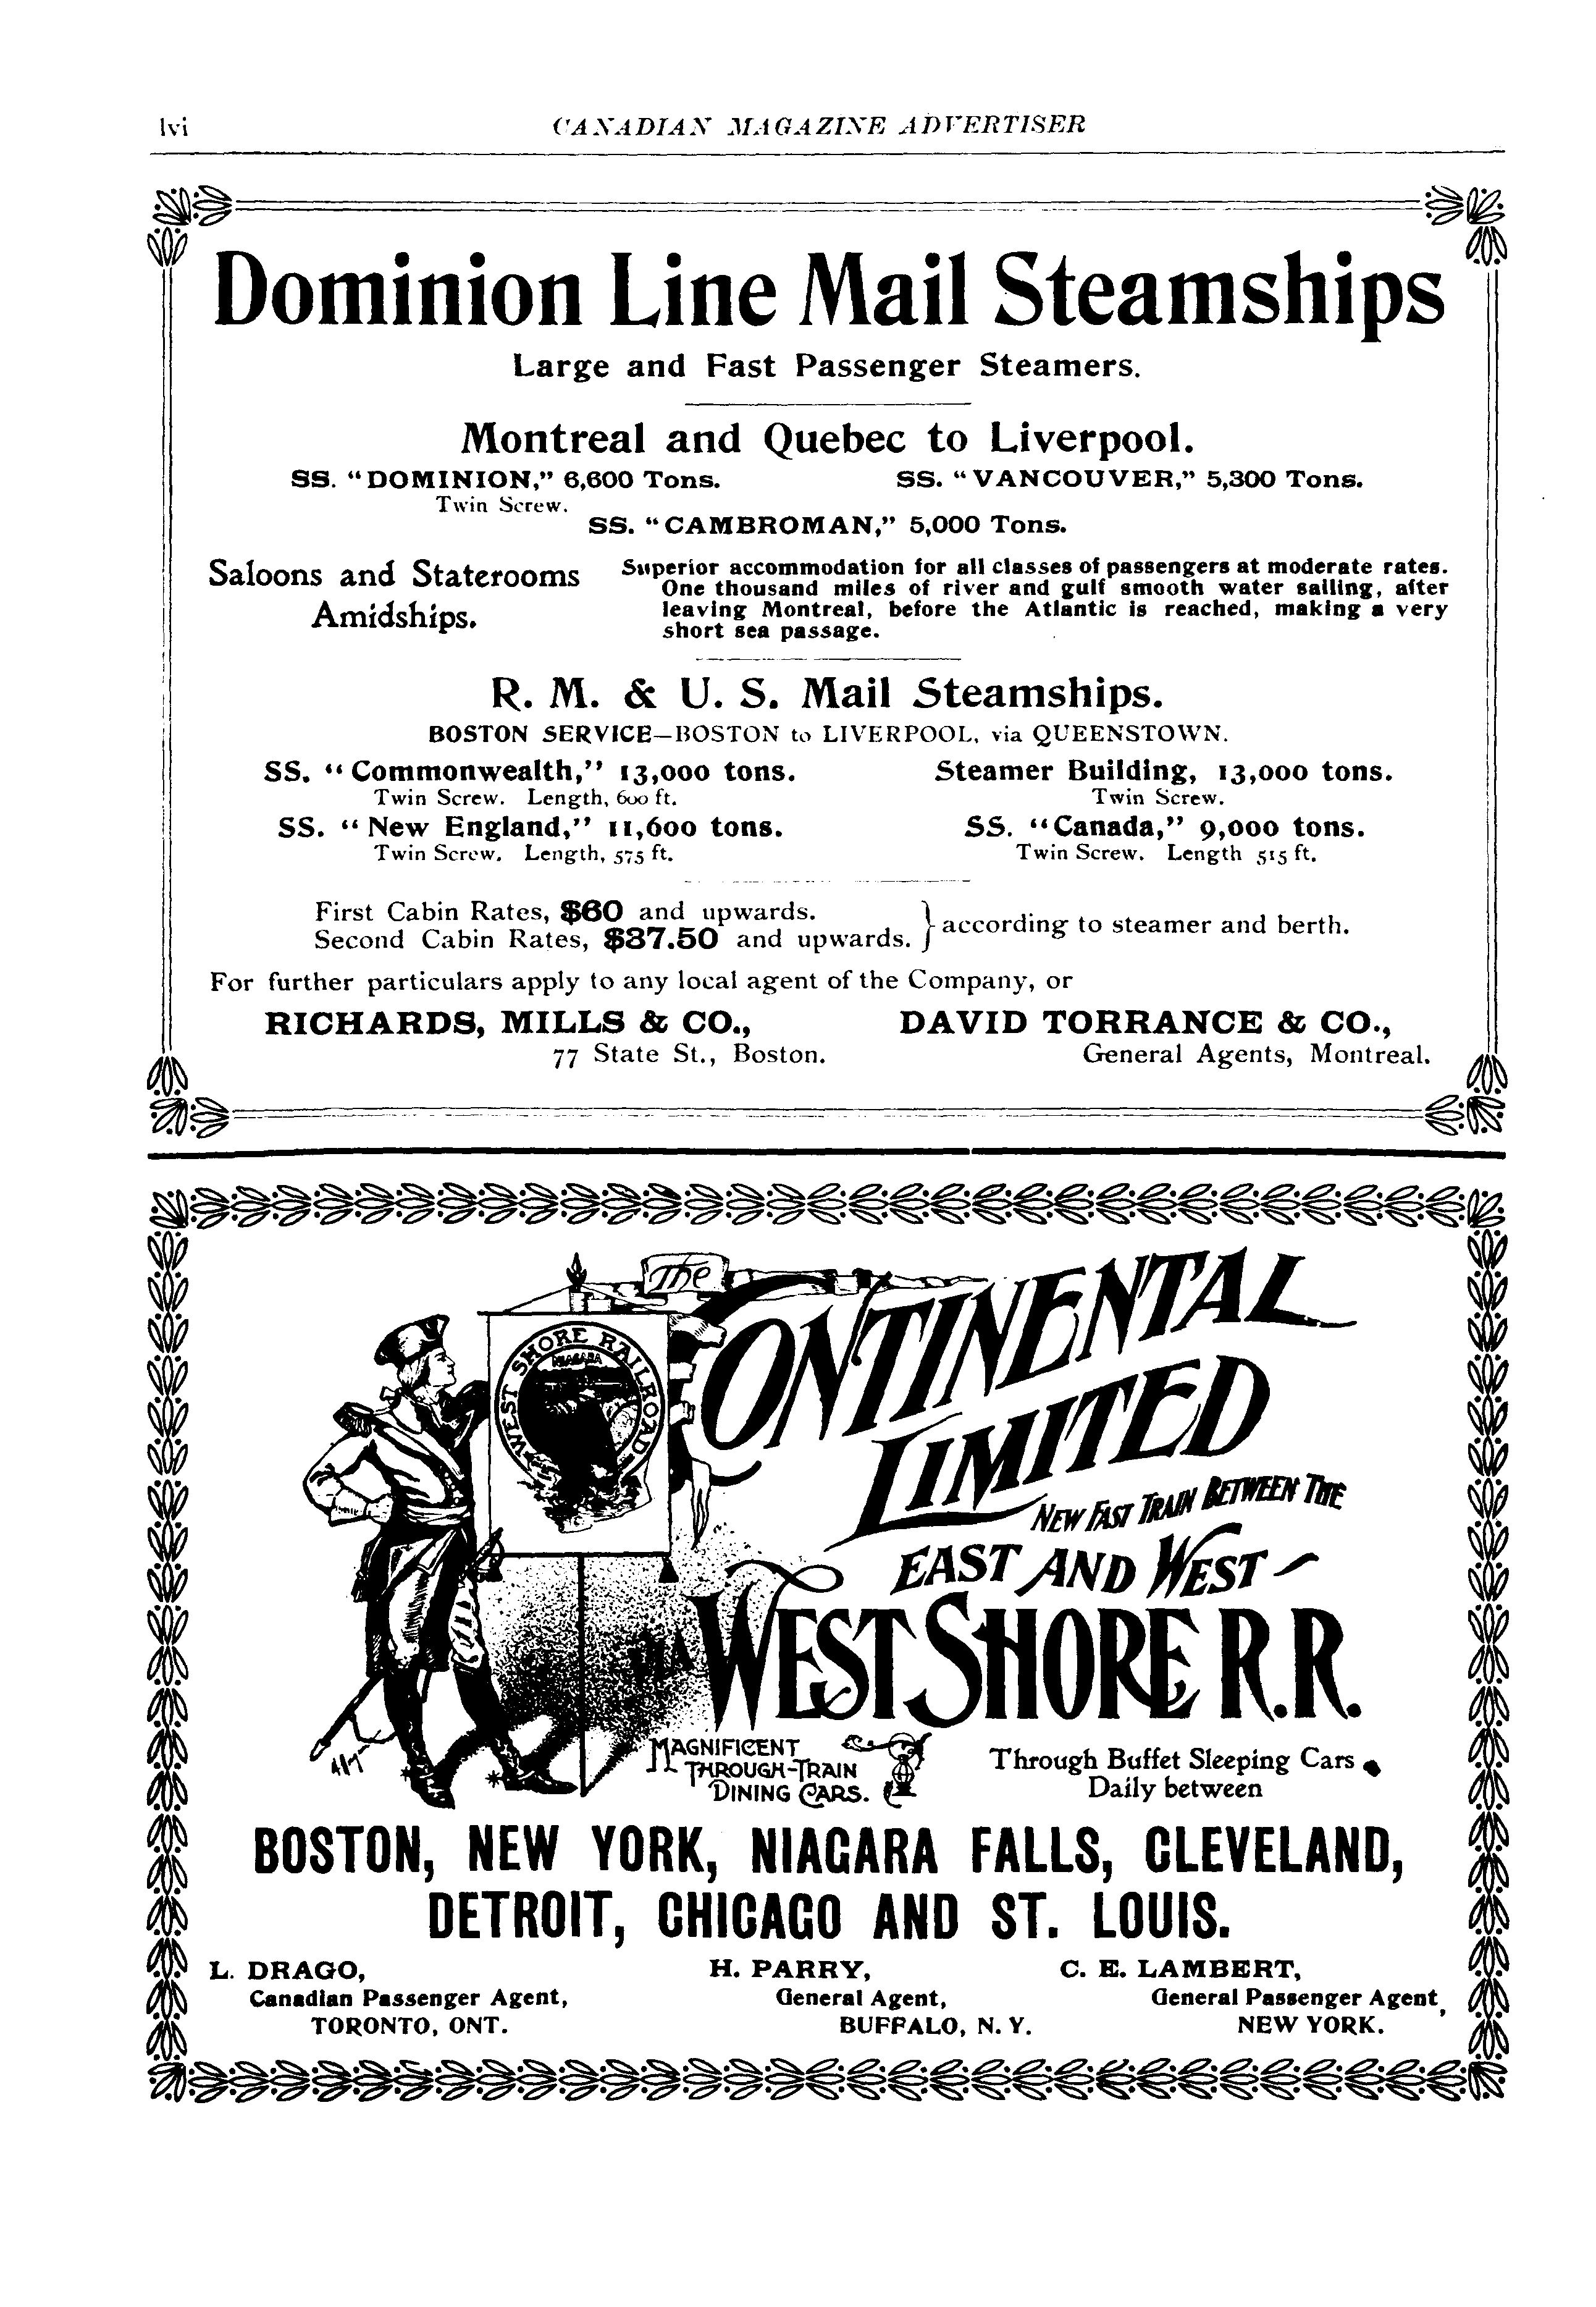 lvi CANADIAN MAGAZINE ADVERTISER
Dominion Line Mail Steamships
Large and Fast Passenger Steamers.
Montreal and Quebec to Liverpool.
SS. "DOMINION," 6,600 Tons. SS. "VANCOUVER," 5,300 Tons.
Twin Screw.
SS. "CAMBROMAN," 5,000 Tons.
Saloons and Staterooms
Amidships.
Superior accommodation for all classes of passengers at moderate rates.
One thousand miles of river and gulf smooth water sailing, after
leaving Montreal, before the Atlantic is reached, making a very
short sea passage.
R. M. & U. S. Mail Steamships.
BOSTON SERVICE—BOSTON to LIVERPOOL, via QUEENSTOWN.
SS. "Commonwealth," 13,000 tons. Steamer Building, 13,000 tons.
Twin Screw. Length, 600 ft. Twin Screw.
SS. "New England," 11,600 tons. SS. "Canada," 9,000 tons.
Twin Screw. Length, 575 ft. Twin Screw. Length 515 ft.
First Cabin Rates, $60 and upwards.
Second Cabin Rates, $37.50 and upwards. } according to steamer and berth.
For further particulars apply to any local agent of the Company, or
RICHARDS, MILLS & CO., DAVID TORRANCE & CO.,
77 State St., Boston. General Agents, Montreal.
The
CONTINENTAL
LIMITED
WEST SHORE RAILROAD
NIAGARA
NEW FAST TRAIN BETWEEN THE
EAST AND WEST
VIA WEST SHORE R.R.
MAGNIFICENT
THROUGH-TRAIN
DINING CARS.
Through Buffet Sleeping Cars
Daily between
BOSTON, NEW YORK, NIAGARA FALLS, CLEVELAND,
DETROIT, CHICAGO AND ST. LOUIS.
L. DRAGO, H. PARRY, C. E. LAMBERT,
Canadian Passenger Agent, General Agent, General Passenger Agent,
TORONTO, ONT. BUFFALO, N. Y. NEW YORK.